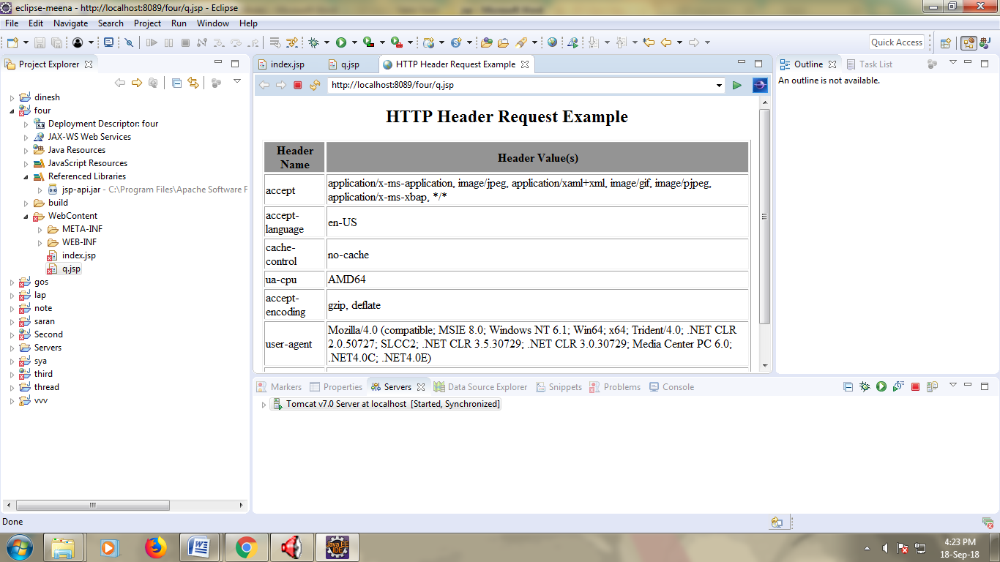 eclipse-meena - http://localhost:8089/four/q.jsp - Eclipse
File Edit Navigate Search Project Run Window Help
Quick Access
Project Explorer
dinesh
four
Deployment Descriptor: four
3.0
JAX-WS Web Services
Java Resources
JavaScript Resources
Referenced Libraries
jsp-api.jar - C:\Program Files\Apache Software F
build
WebContent
META-INF
WEB-INF
index.jsp
q.jsp
gos
lap
note
saran
Second
Servers
sya
third
thread
vvv
index.jsp q.jsp HTTP Header Request Example
http://localhost:8089/four/q.jsp
HTTP Header Request Example
Header Name Header Value(s)
accept application/x-ms-application, image/jpeg, application/xaml+xml, image/gif, image/pjpeg,
application/x-ms-xbap, */*
accept-
language en-US
cache-
control no-cache
ua-cpu AMD64
accept-
encoding gzip, deflate
user-agent Mozilla/4.0 (compatible; MSIE 8.0; Windows NT 6.1; Win64; x64; Trident/4.0; .NET CLR
2.0.50727; SLCC2; .NET CLR 3.5.30729; .NET CLR 3.0.30729; Media Center PC 6.0;
.NET4.0C; .NET4.0E)
Outline Task List
An outline is not available.
Markers Properties Servers Data Source Explorer Snippets Problems Console
Tomcat v7.0 Server at localhost [Started, Synchronized]
Done
Java EE
IDE
4:23 PM
18-Sep-18